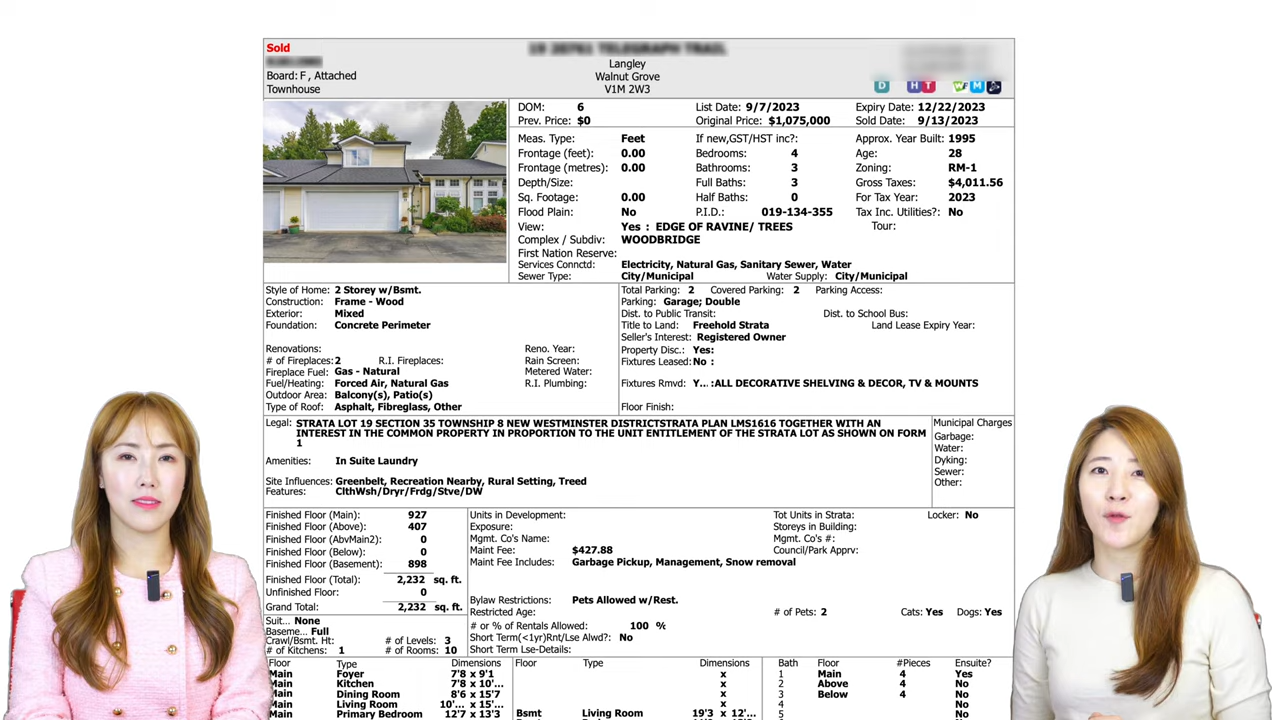 Sold
Langley
Board: F , Attached
Walnut Grove
Townhouse
V1M 2W3
D H T WF M
DOM: 6 List Date: 9/7/2023 Expiry Date: 12/22/2023
Prev. Price: $0 Original Price: $1,075,000 Sold Date: 9/13/2023
Meas. Type: Feet If new,GST/HST inc?: Approx. Year Built: 1995
Frontage (feet): 0.00 Bedrooms: 4 Age: 28
Frontage (metres): 0.00 Bathrooms: 3 Zoning: RM-1
Depth/Size: Full Baths: 3 Gross Taxes: $4,011.56
Sq. Footage: 0.00 Half Baths: 0 For Tax Year: 2023
Flood Plain: No P.I.D.: 019-134-355 Tax Inc. Utilities?: No
View: Yes : EDGE OF RAVINE/ TREES Tour:
Complex / Subdiv: WOODBRIDGE
First Nation Reserve:
Services Connctd: Electricity, Natural Gas, Sanitary Sewer, Water
Sewer Type: City/Municipal Water Supply: City/Municipal
Style of Home: 2 Storey w/Bsmt. Total Parking: 2 Covered Parking: 2 Parking Access:
Construction: Frame - Wood Parking: Garage; Double
Exterior: Mixed Dist. to Public Transit: Dist. to School Bus:
Foundation: Concrete Perimeter Title to Land: Freehold Strata Land Lease Expiry Year:
Seller's Interest: Registered Owner
Renovations: Reno. Year: Property Disc.: Yes:
# of Fireplaces: 2 R.I. Fireplaces: Rain Screen: Fixtures Leased: No :
Fireplace Fuel: Gas - Natural Metered Water:
Fuel/Heating: Forced Air, Natural Gas R.I. Plumbing: Fixtures Rmvd: Y... :ALL DECORATIVE SHELVING & DECOR, TV & MOUNTS
Outdoor Area: Balcony(s), Patio(s)
Type of Roof: Asphalt, Fibreglass, Other Floor Finish:
Legal: STRATA LOT 19 SECTION 35 TOWNSHIP 8 NEW WESTMINSTER DISTRICTSTRATA PLAN LMS1616 TOGETHER WITH AN
INTEREST IN THE COMMON PROPERTY IN PROPORTION TO THE UNIT ENTITLEMENT OF THE STRATA LOT AS SHOWN ON FORM
1
Municipal Charges
Garbage:
Water:
Dyking:
Sewer:
Other:
Amenities: In Suite Laundry
Site Influences: Greenbelt, Recreation Nearby, Rural Setting, Treed
Features: ClthWsh/Dryr/Frdg/Stve/DW
Finished Floor (Main): 927 Units in Development: Tot Units in Strata: Locker: No
Finished Floor (Above): 407 Exposure: Storeys in Building:
Finished Floor (AbvMain2): 0 Mgmt. Co's Name: Mgmt. Co's #:
Finished Floor (Below): 0 Maint Fee: $427.88 Council/Park Apprv:
Finished Floor (Basement): 898 Maint Fee Includes: Garbage Pickup, Management, Snow removal
Finished Floor (Total): 2,232 sq. ft.
Unfinished Floor: 0
Grand Total: 2,232 sq. ft.
Bylaw Restrictions: Pets Allowed w/Rest.
Restricted Age: # of Pets: 2 Cats: Yes Dogs: Yes
# or % of Rentals Allowed: 100 %
Short Term(<1yr)Rnt/Lse Alwd?: No
Short Term Lse-Details:
Suit... None
Baseme... Full
Crawl/Bsmt. Ht: # of Levels: 3
# of Kitchens: 1 # of Rooms: 10
Floor Type Dimensions Floor Type Dimensions Bath Floor #Pieces Ensuite?
Main Foyer 7'8 x 9'1 x 1 Main 4 Yes
Main Kitchen 7'8 x 10'... x 2 Above 4 No
Main Dining Room 8'6 x 15'7 x 3 Below 4 No
Main Living Room 10'... x 15'... x 4 No
Main Primary Bedroom 12'7 x 13'3 Bsmt Living Room 19'3 x 12'... 5 No